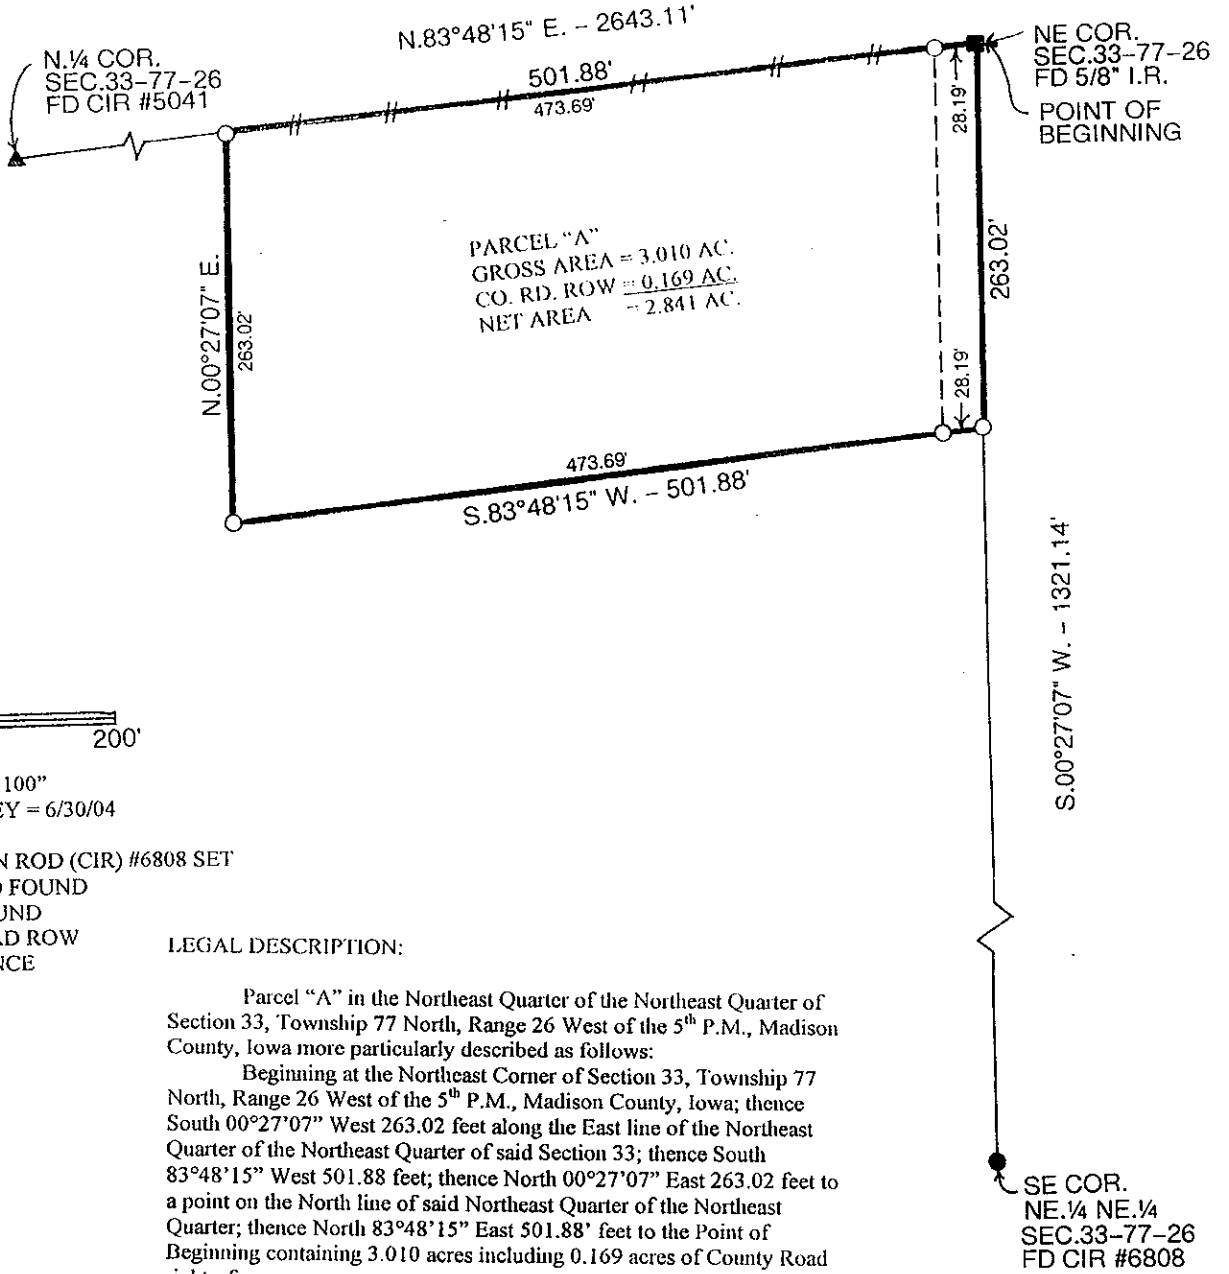 N.83°48'15" E. – 2643.11'
N.¼ COR.
SEC.33–77–26
FD CIR #5041
501.88'
473.69'
NE COR.
SEC.33–77–26
FD 5/8" I.R.
POINT OF
BEGINNING
28.19'
263.02'
PARCEL “A”
GROSS AREA = 3.010 AC.
CO. RD. ROW = 0.169 AC.
NET AREA = 2.841 AC.
N.00°27'07" E.
263.02'
28.19'
473.69'
S.83°48'15" W. – 501.88'
S.00°27'07" W. – 1321.14'
200'
100”
EY = 6/30/04
N ROD (CIR) #6808 SET
FOUND
UND
AD ROW
NCE
LEGAL DESCRIPTION:
Parcel “A” in the Northeast Quarter of the Northeast Quarter of
Section 33, Township 77 North, Range 26 West of the 5th P.M., Madison
County, Iowa more particularly described as follows:
Beginning at the Northeast Corner of Section 33, Township 77
North, Range 26 West of the 5th P.M., Madison County, Iowa; thence
South 00°27’07” West 263.02 feet along the East line of the Northeast
Quarter of the Northeast Quarter of said Section 33; thence South
83°48’15” West 501.88 feet; thence North 00°27’07” East 263.02 feet to
a point on the North line of said Northeast Quarter of the Northeast
Quarter; thence North 83°48’15” East 501.88’ feet to the Point of
Beginning containing 3.010 acres including 0.169 acres of County Road
SE COR.
NE.¼ NE.¼
SEC.33–77–26
FD CIR #6808